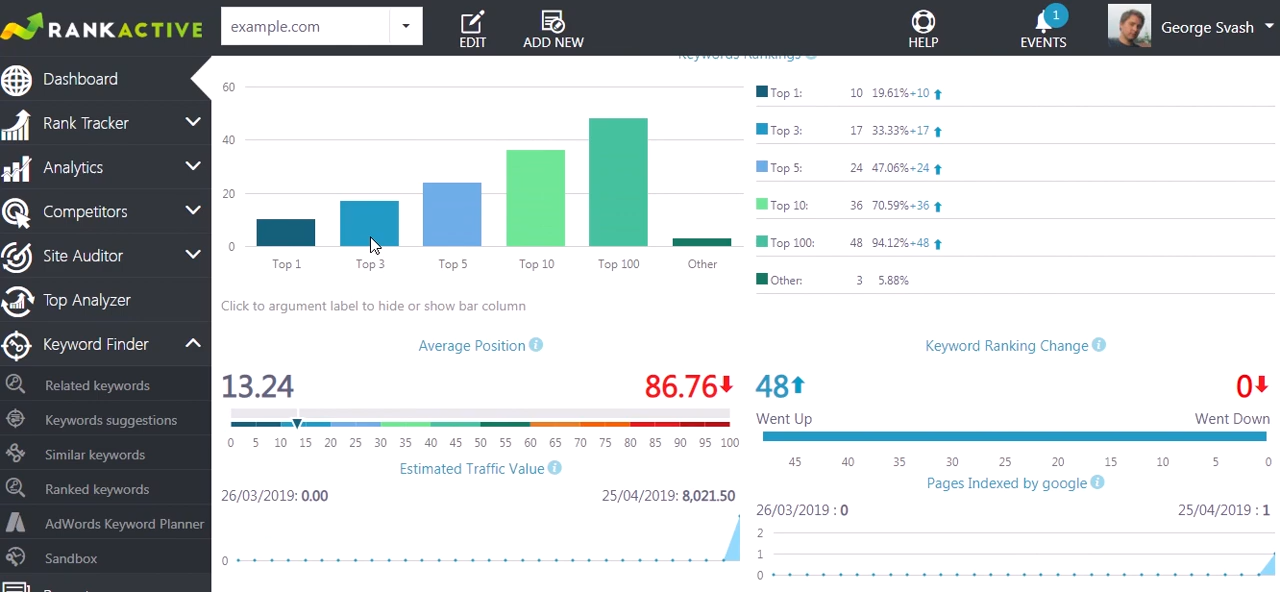 RANKACTIVE
example.com
EDIT
ADD NEW
HELP
1
EVENTS
George Svash
Dashboard
Rank Tracker
Analytics
Competitors
Site Auditor
Top Analyzer
Keyword Finder
Related keywords
Keywords suggestions
Similar keywords
Ranked keywords
AdWords Keyword Planner
Sandbox
Keywords Rankings
60
40
20
0
Top 1 Top 3 Top 5 Top 10 Top 100 Other
Click to argument label to hide or show bar column
Top 1: 10 19.61%+10
Top 3: 17 33.33%+17
Top 5: 24 47.06%+24
Top 10: 36 70.59%+36
Top 100: 48 94.12%+48
Other: 3 5.88%
Average Position
13.24 86.76
0 5 10 15 20 25 30 35 40 45 50 55 60 65 70 75 80 85 90 95 100
Keyword Ranking Change
48 0
Went Up Went Down
45 40 35 30 25 20 15 10 5 0
Estimated Traffic Value
26/03/2019: 0.00 25/04/2019: 8,021.50
0
Pages Indexed by google
26/03/2019 : 0 25/04/2019 : 1
2
1
0